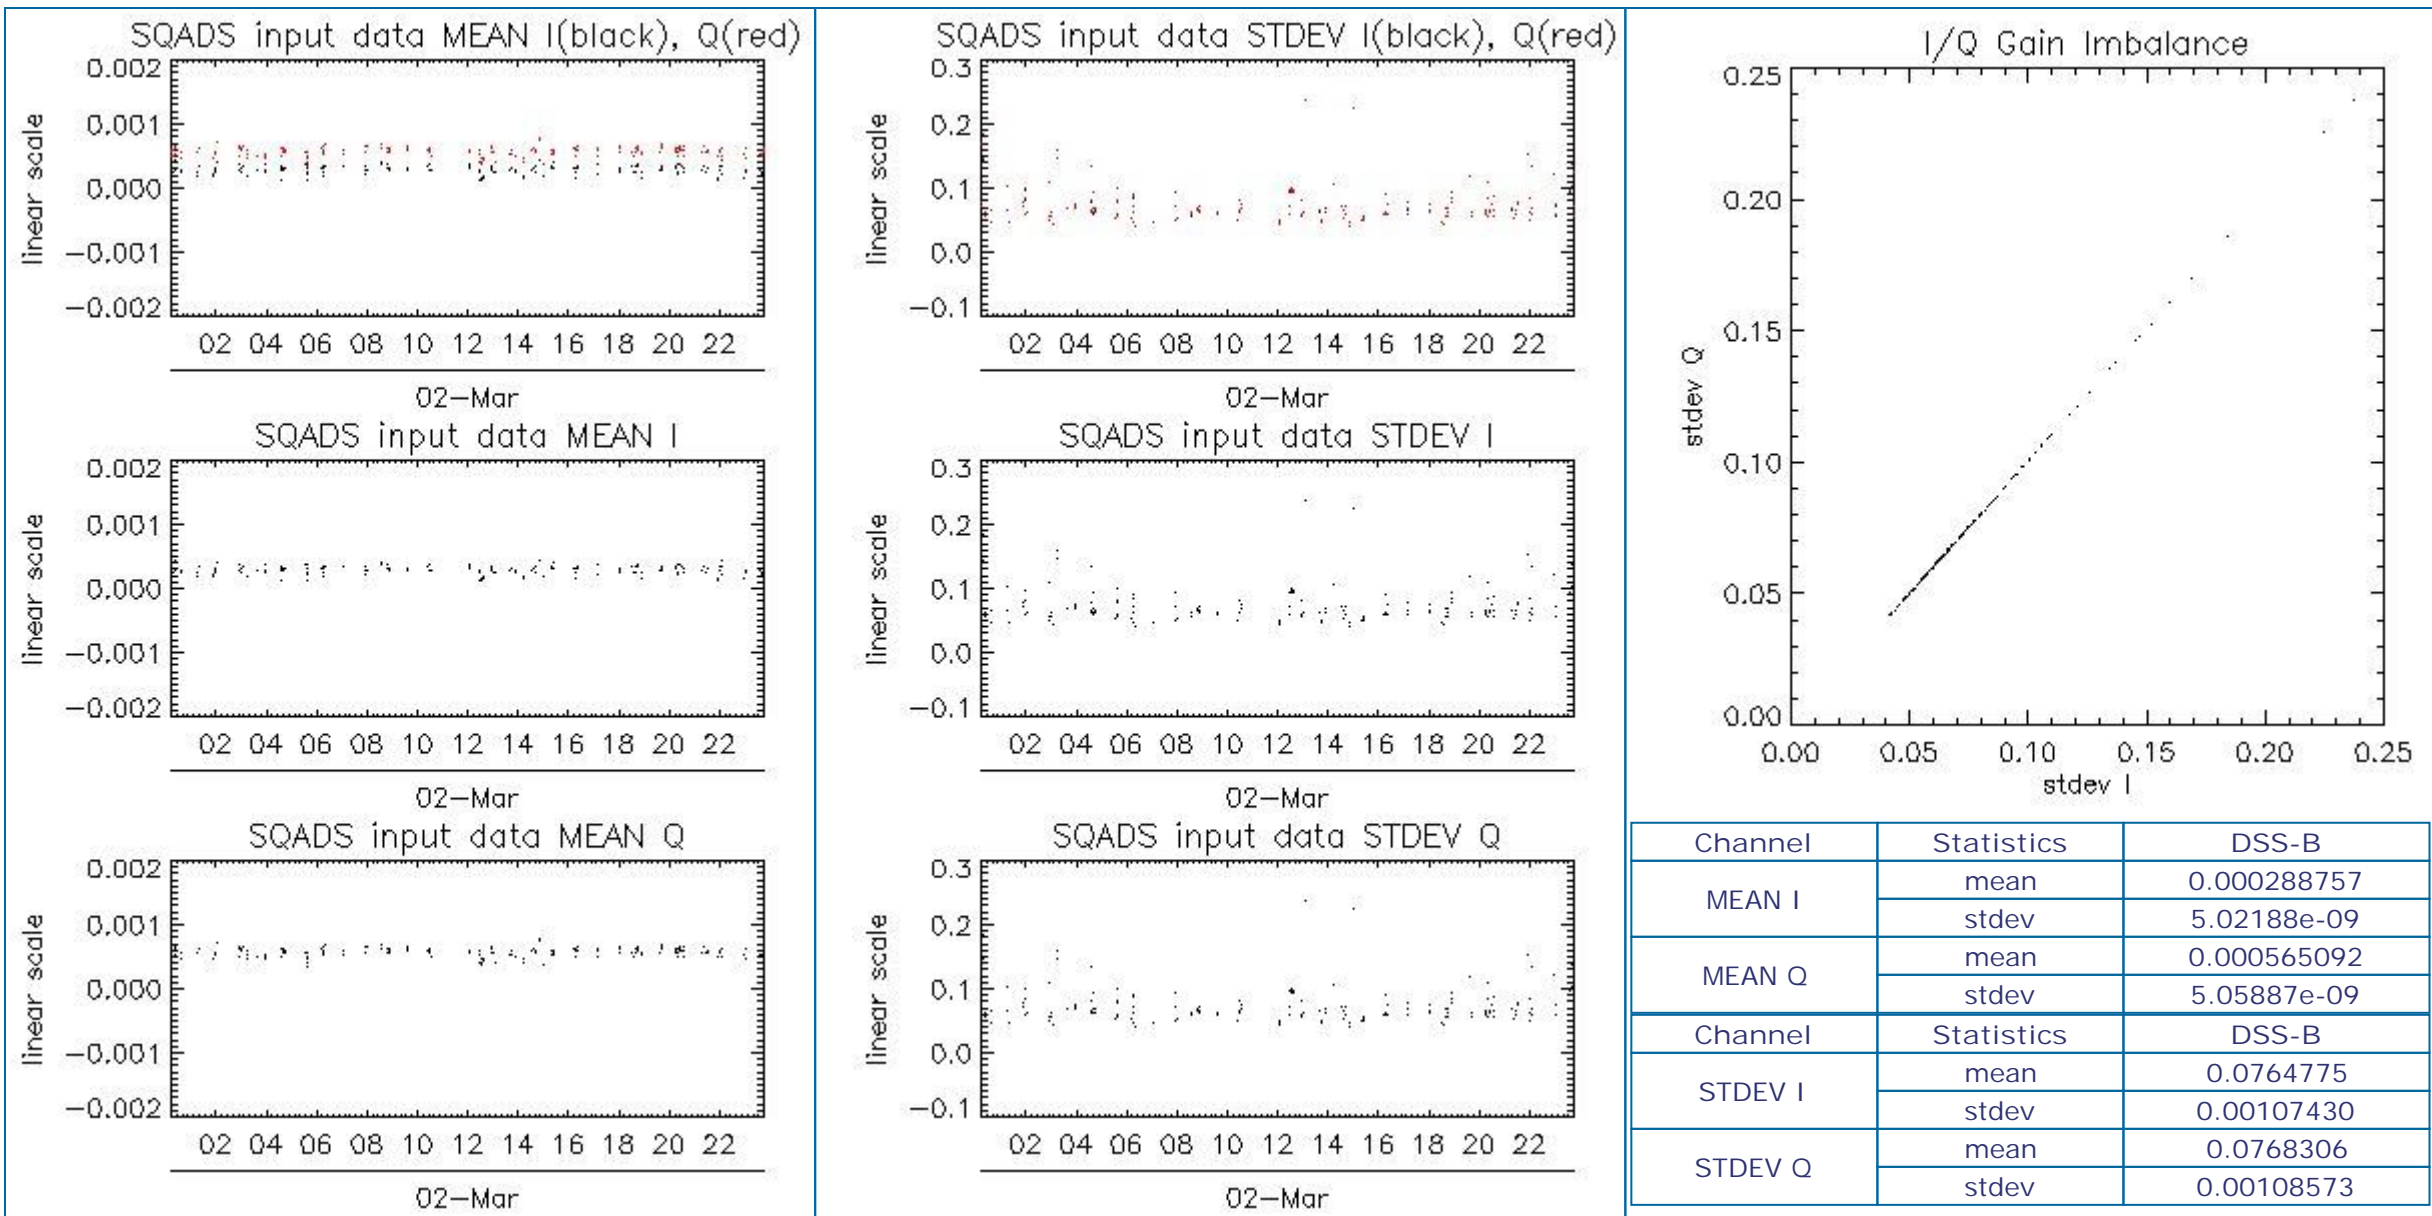 SQADS input data MEAN I(black), Q(red)
0.002
0.001
0.000
−0.001
−0.002
linear scale
02 04 06 08 10 12 14 16 18 20 22
02−Mar
SQADS input data MEAN I
0.002
0.001
0.000
−0.001
−0.002
linear scale
02 04 06 08 10 12 14 16 18 20 22
02−Mar
SQADS input data MEAN Q
0.002
0.001
0.000
−0.001
−0.002
linear scale
02 04 06 08 10 12 14 16 18 20 22
02−Mar
SQADS input data STDEV I(black), Q(red)
0.3
0.2
0.1
0.0
−0.1
linear scale
02 04 06 08 10 12 14 16 18 20 22
02−Mar
SQADS input data STDEV I
0.3
0.2
0.1
0.0
−0.1
linear scale
02 04 06 08 10 12 14 16 18 20 22
02−Mar
SQADS input data STDEV Q
0.3
0.2
0.1
0.0
−0.1
linear scale
02 04 06 08 10 12 14 16 18 20 22
02−Mar
I/Q Gain Imbalance
0.25
0.20
0.15
0.10
0.05
0.00
stdev Q
0.00 0.05 0.10 0.15 0.20 0.25
stdev I
Channel Statistics DSS-B
MEAN I mean 0.000288757
stdev 5.02188e-09
MEAN Q mean 0.000565092
stdev 5.05887e-09
Channel Statistics DSS-B
STDEV I mean 0.0764775
stdev 0.00107430
STDEV Q mean 0.0768306
stdev 0.00108573